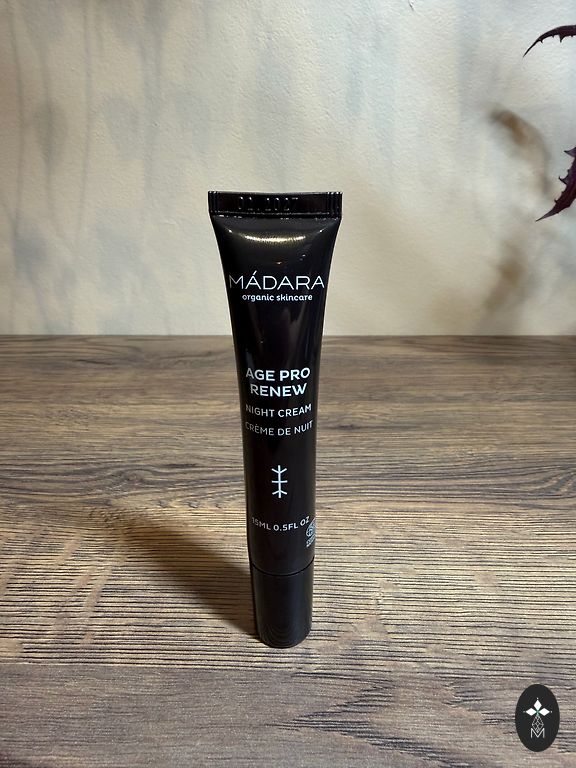 MÁDARA
organic skincare
AGE PRO
RENEW
NIGHT CREAM
CRÈME DE NUIT
15ML 0.5FL OZ
M